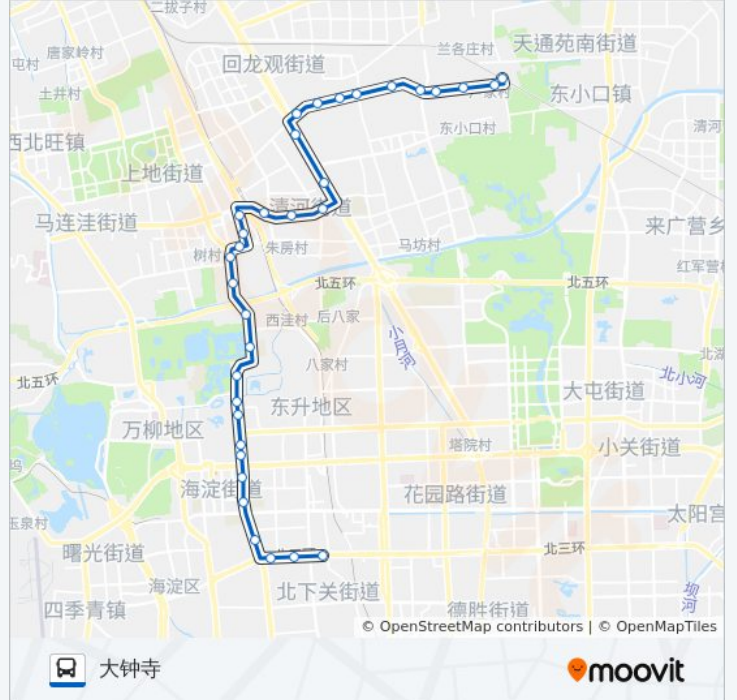 二拔子村
兰各庄村
天通苑南街道
唐家岭村
屯村
回龙观街道
土井村
东小口镇
东小口村
清河
西北旺镇
上地街道
清河街道
马连洼街道
来广营乡
树村
朱房村
马坊村
红军营村
北五环
北五环
西洼村
后八家
小月河
八家村
北五环
北小河
大屯街道
东升地区
万柳地区
塔院村
小关街道
海淀街道
花园路街道
玉泉村
太阳宫
曙光街道
北三环
海淀区
北下关街道
坝河
四季青镇
德胜街道
© OpenStreetMap contributors | © OpenMapTiles
大钟寺
moovit